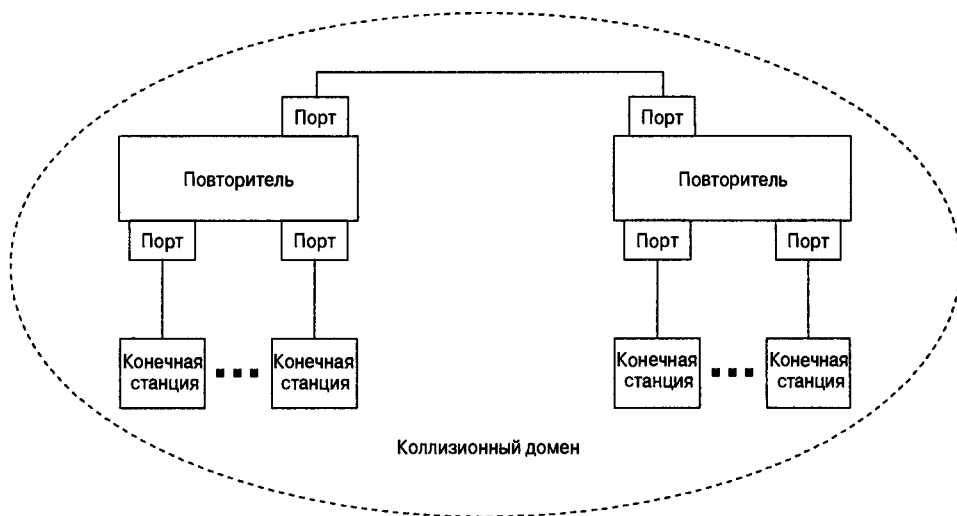 Порт
Порт
Повторитель
Повторитель
Порт
Порт
Порт
Порт
Конечная
станция
Конечная
станция
Конечная
станция
Конечная
станция
Коллизионный домен